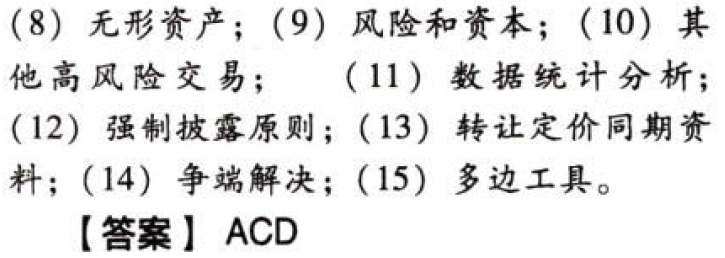 （8）无形资产；（9）风险和资本；（10）其
他高风险交易；（11）数据统计分析；
（12）强制披露原则；（13）转让定价同期资
料；（14）争端解决；（15）多边工具。
【答案】ACD